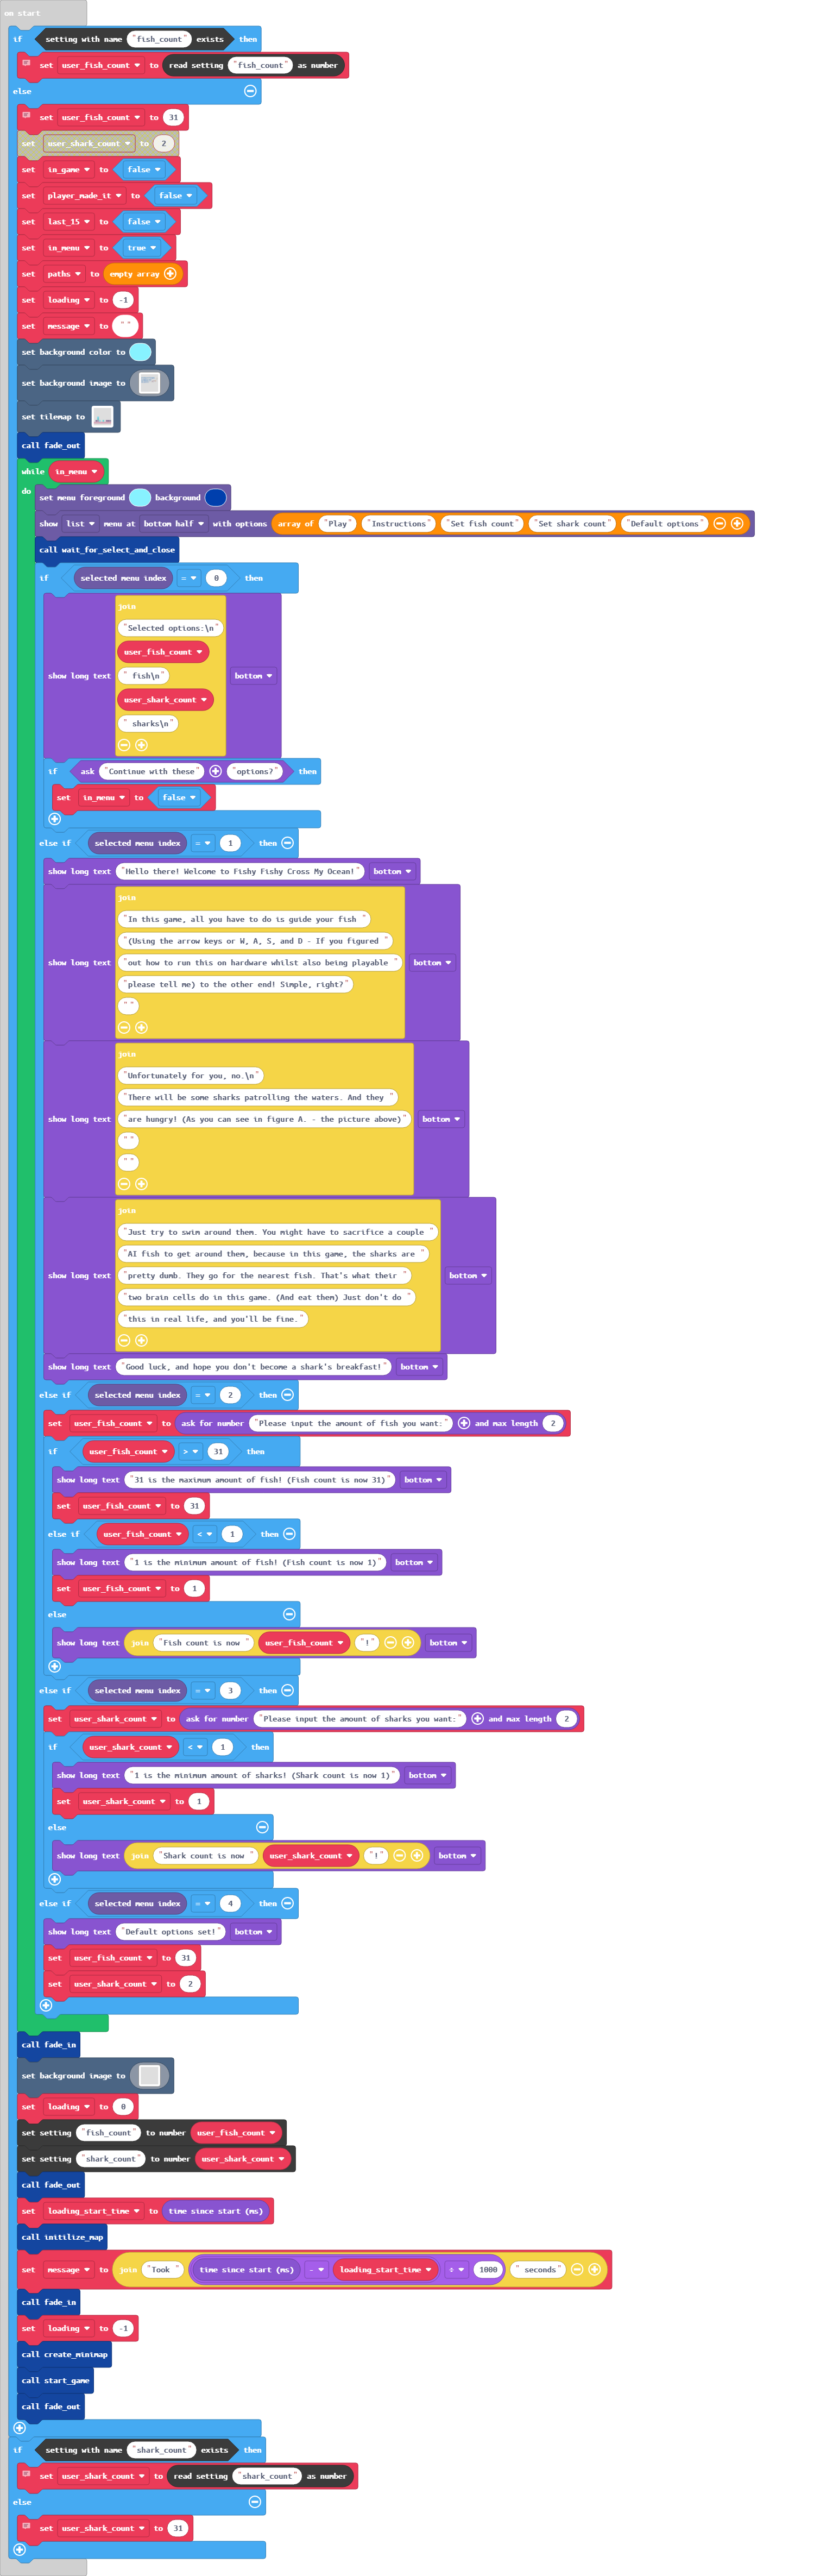 on start
if setting with name "fish_count" exists then
set user_fish_count to read setting "fish_count" as number
else
set user_fish_count to 31
set user_shark_count to 2
set in_game to false
set player_made_it to false
set last_15 to false
set in_menu to true
set paths to empty array
set loading to -1
set message to ""
set background color to
set background image to
set tilemap to
call fade_out
while in_menu
do set menu foreground background
show list menu at bottom half with options array of "Play" "Instructions" "Set fish count" "Set shark count" "Default options"
call wait_for_select_and_close
if selected menu index = 0 then
join
"Selected options:\n"
user_fish_count
" fish\n"
show long text bottom
user_shark_count
" sharks\n"
if ask "Continue with these" "options?" then
set in_menu to false
else if selected menu index = 1 then
show long text "Hello there! Welcome to Fishy Fishy Cross My Ocean!" bottom
join
"In this game, all you have to do is guide your fish "
"(Using the arrow keys or W, A, S, and D - If you figured "
show long text "out how to run this on hardware whilst also being playable " bottom
"please tell me) to the other end! Simple, right?"
""
join
"Unfortunately for you, no.\n"
"There will be some sharks patrolling the waters. And they "
show long text "are hungry! (As you can see in figure A. - the picture above)" bottom
""
""
join
"Just try to swim around them. You might have to sacrifice a couple "
"AI fish to get around them, because in this game, the sharks are "
show long text "pretty dumb. They go for the nearest fish. That's what their " bottom
"two brain cells do in this game. (And eat them) Just don't do "
"this in real life, and you'll be fine."
show long text "Good luck, and hope you don't become a shark's breakfast!" bottom
else if selected menu index = 2 then
set user_fish_count to ask for number "Please input the amount of fish you want:" and max length 2
if user_fish_count > 31 then
show long text "31 is the maximum amount of fish! (Fish count is now 31)" bottom
set user_fish_count to 31
else if user_fish_count < 1 then
show long text "1 is the minimum amount of fish! (Fish count is now 1)" bottom
set user_fish_count to 1
else
show long text join "Fish count is now " user_fish_count "!" bottom
else if selected menu index = 3 then
set user_shark_count to ask for number "Please input the amount of sharks you want:" and max length 2
if user_shark_count < 1 then
show long text "1 is the minimum amount of sharks! (Shark count is now 1)" bottom
set user_shark_count to 1
else
show long text join "Shark count is now " user_shark_count "!" bottom
else if selected menu index = 4 then
show long text "Default options set!" bottom
set user_fish_count to 31
set user_shark_count to 2
call fade_in
set background image to
set loading to 0
set setting "fish_count" to number user_fish_count
set setting "shark_count" to number user_shark_count
call fade_out
set loading_start_time to time since start (ms)
call initilize_map
set message to join "Took " time since start (ms) - loading_start_time ÷ 1000 " seconds"
call fade_in
set loading to -1
call create_minimap
call start_game
call fade_out
if setting with name "shark_count" exists then
set user_shark_count to read setting "shark_count" as number
else
set user_shark_count to 31